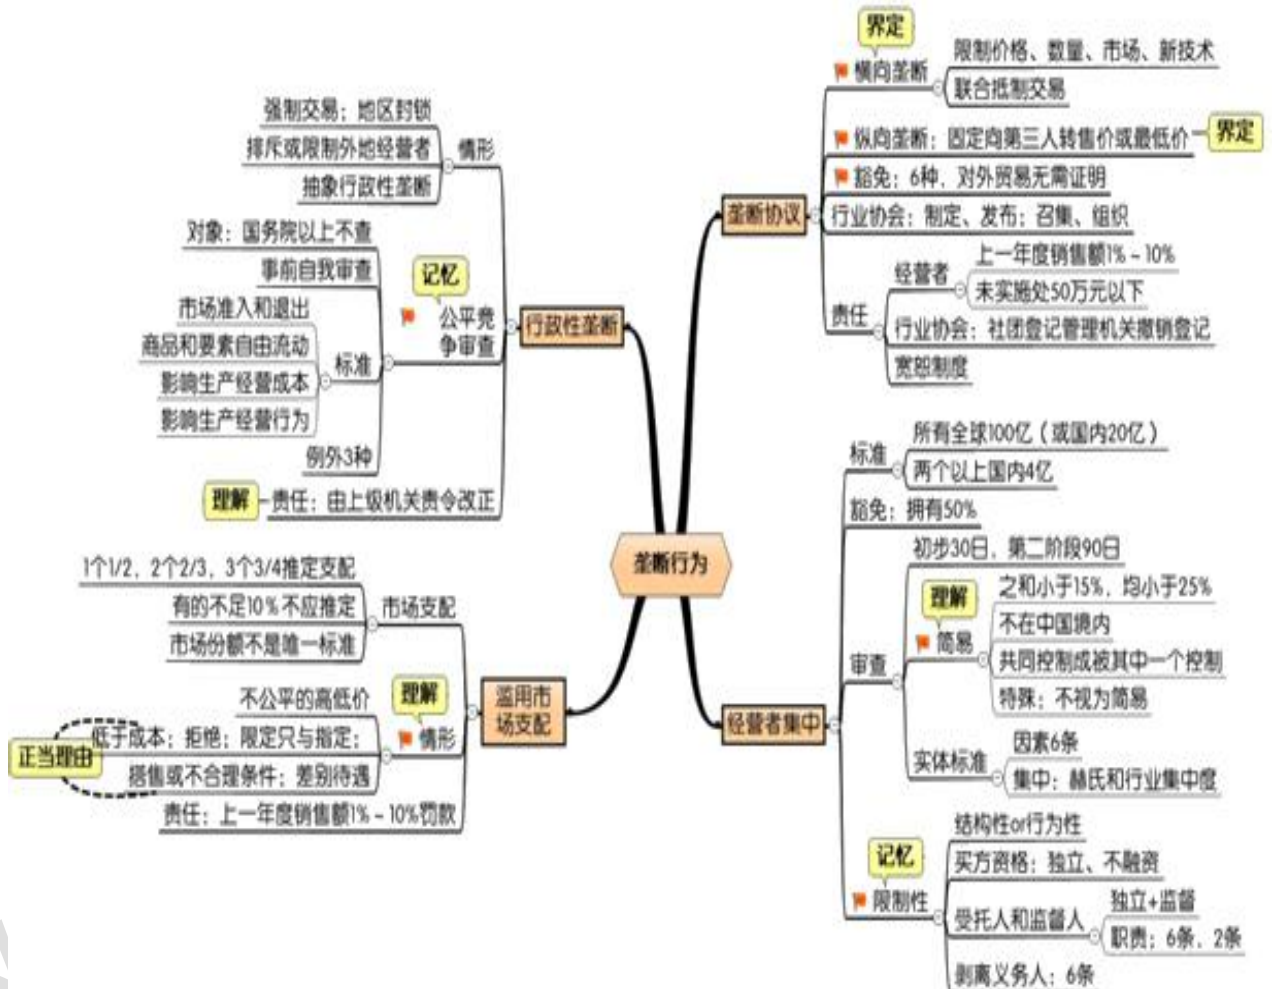 垄断行为
垄断协议
界定
横向垄断
限制价格、数量、市场、新技术
联合抵制交易
纵向垄断：固定向第三人转售价或最低价
界定
豁免：6种，对外贸易无需证明
行业协会：制定、发布；召集、组织
责任
经营者
上一年度销售额1%~10%
未实施处50万元以下
行业协会：社团登记管理机关撤销登记
宽恕制度
经营者集中
标准
所有全球100亿（或国内20亿）
两个以上国内4亿
豁免：拥有50%
审查
初步30日，第二阶段90日
理解
简易
之和小于15%，均小于25%
不在中国境内
共同控制成被其中一个控制
特殊：不视为简易
实体标准
因素6条
集中：赫氏和行业集中度
记忆
限制性
结构性or行为性
买方资格：独立、不融资
受托人和监督人
独立+监督
职责：6条，2条
剥离义务人：6条
行政性垄断
情形
强制交易；地区封锁
排斥或限制外地经营者
抽象行政性垄断
记忆
公平竞
争审查
对象：国务院以上不查
事前自我审查
标准
市场准入和退出
商品和要素自由流动
影响生产经营成本
影响生产经营行为
例外3种
理解
责任：由上级机关责令改正
滥用市
场支配
市场支配
1个1/2，2个2/3，3个3/4推定支配
有的不足10%不应推定
市场份额不是唯一标准
理解
情形
不公平的高低价
低于成本；拒绝；限定只与指定；
搭售或不合理条件；差别待遇
正当理由
责任：上一年度销售额1%~10%罚款